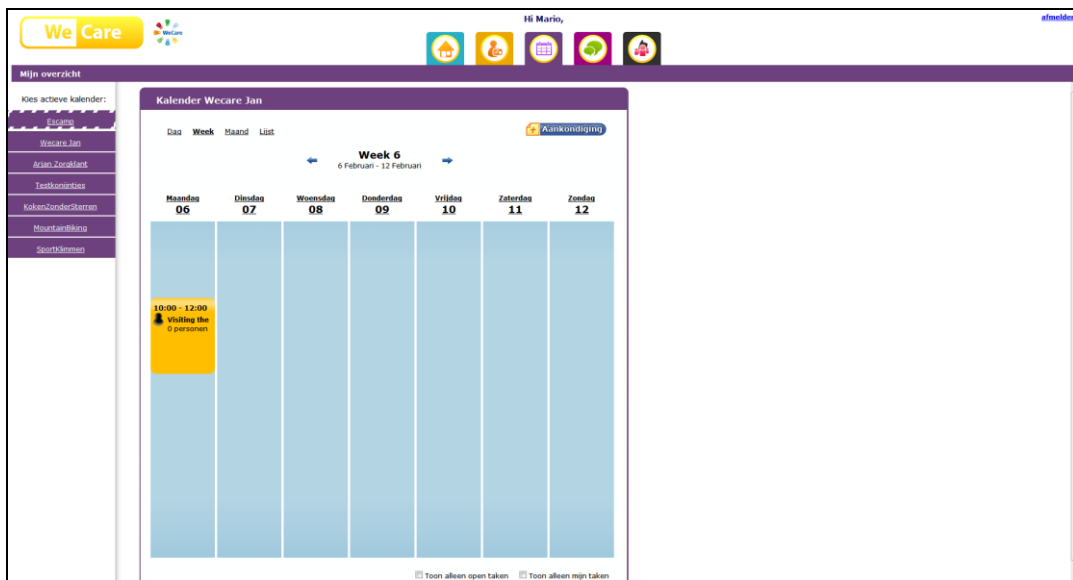 We Care
WeCare
Hi Mario,
afmelden
Mijn overzicht
Kies actieve kalender:
Escamp
Wecare Jan
Arjan Zorgklant
Testkonijntjes
KokenZonderSterren
MountainBiking
SportKlimmen
Kalender Wecare Jan
Dag Week Maand Lijst
Aankondiging
Week 6
6 Februari - 12 Februari
Maandag Dinsdag Woensdag Donderdag Vrijdag Zaterdag Zondag
06 07 08 09 10 11 12
10:00 - 12:00
Visiting the
0 personen
Toon alleen open taken Toon alleen mijn taken